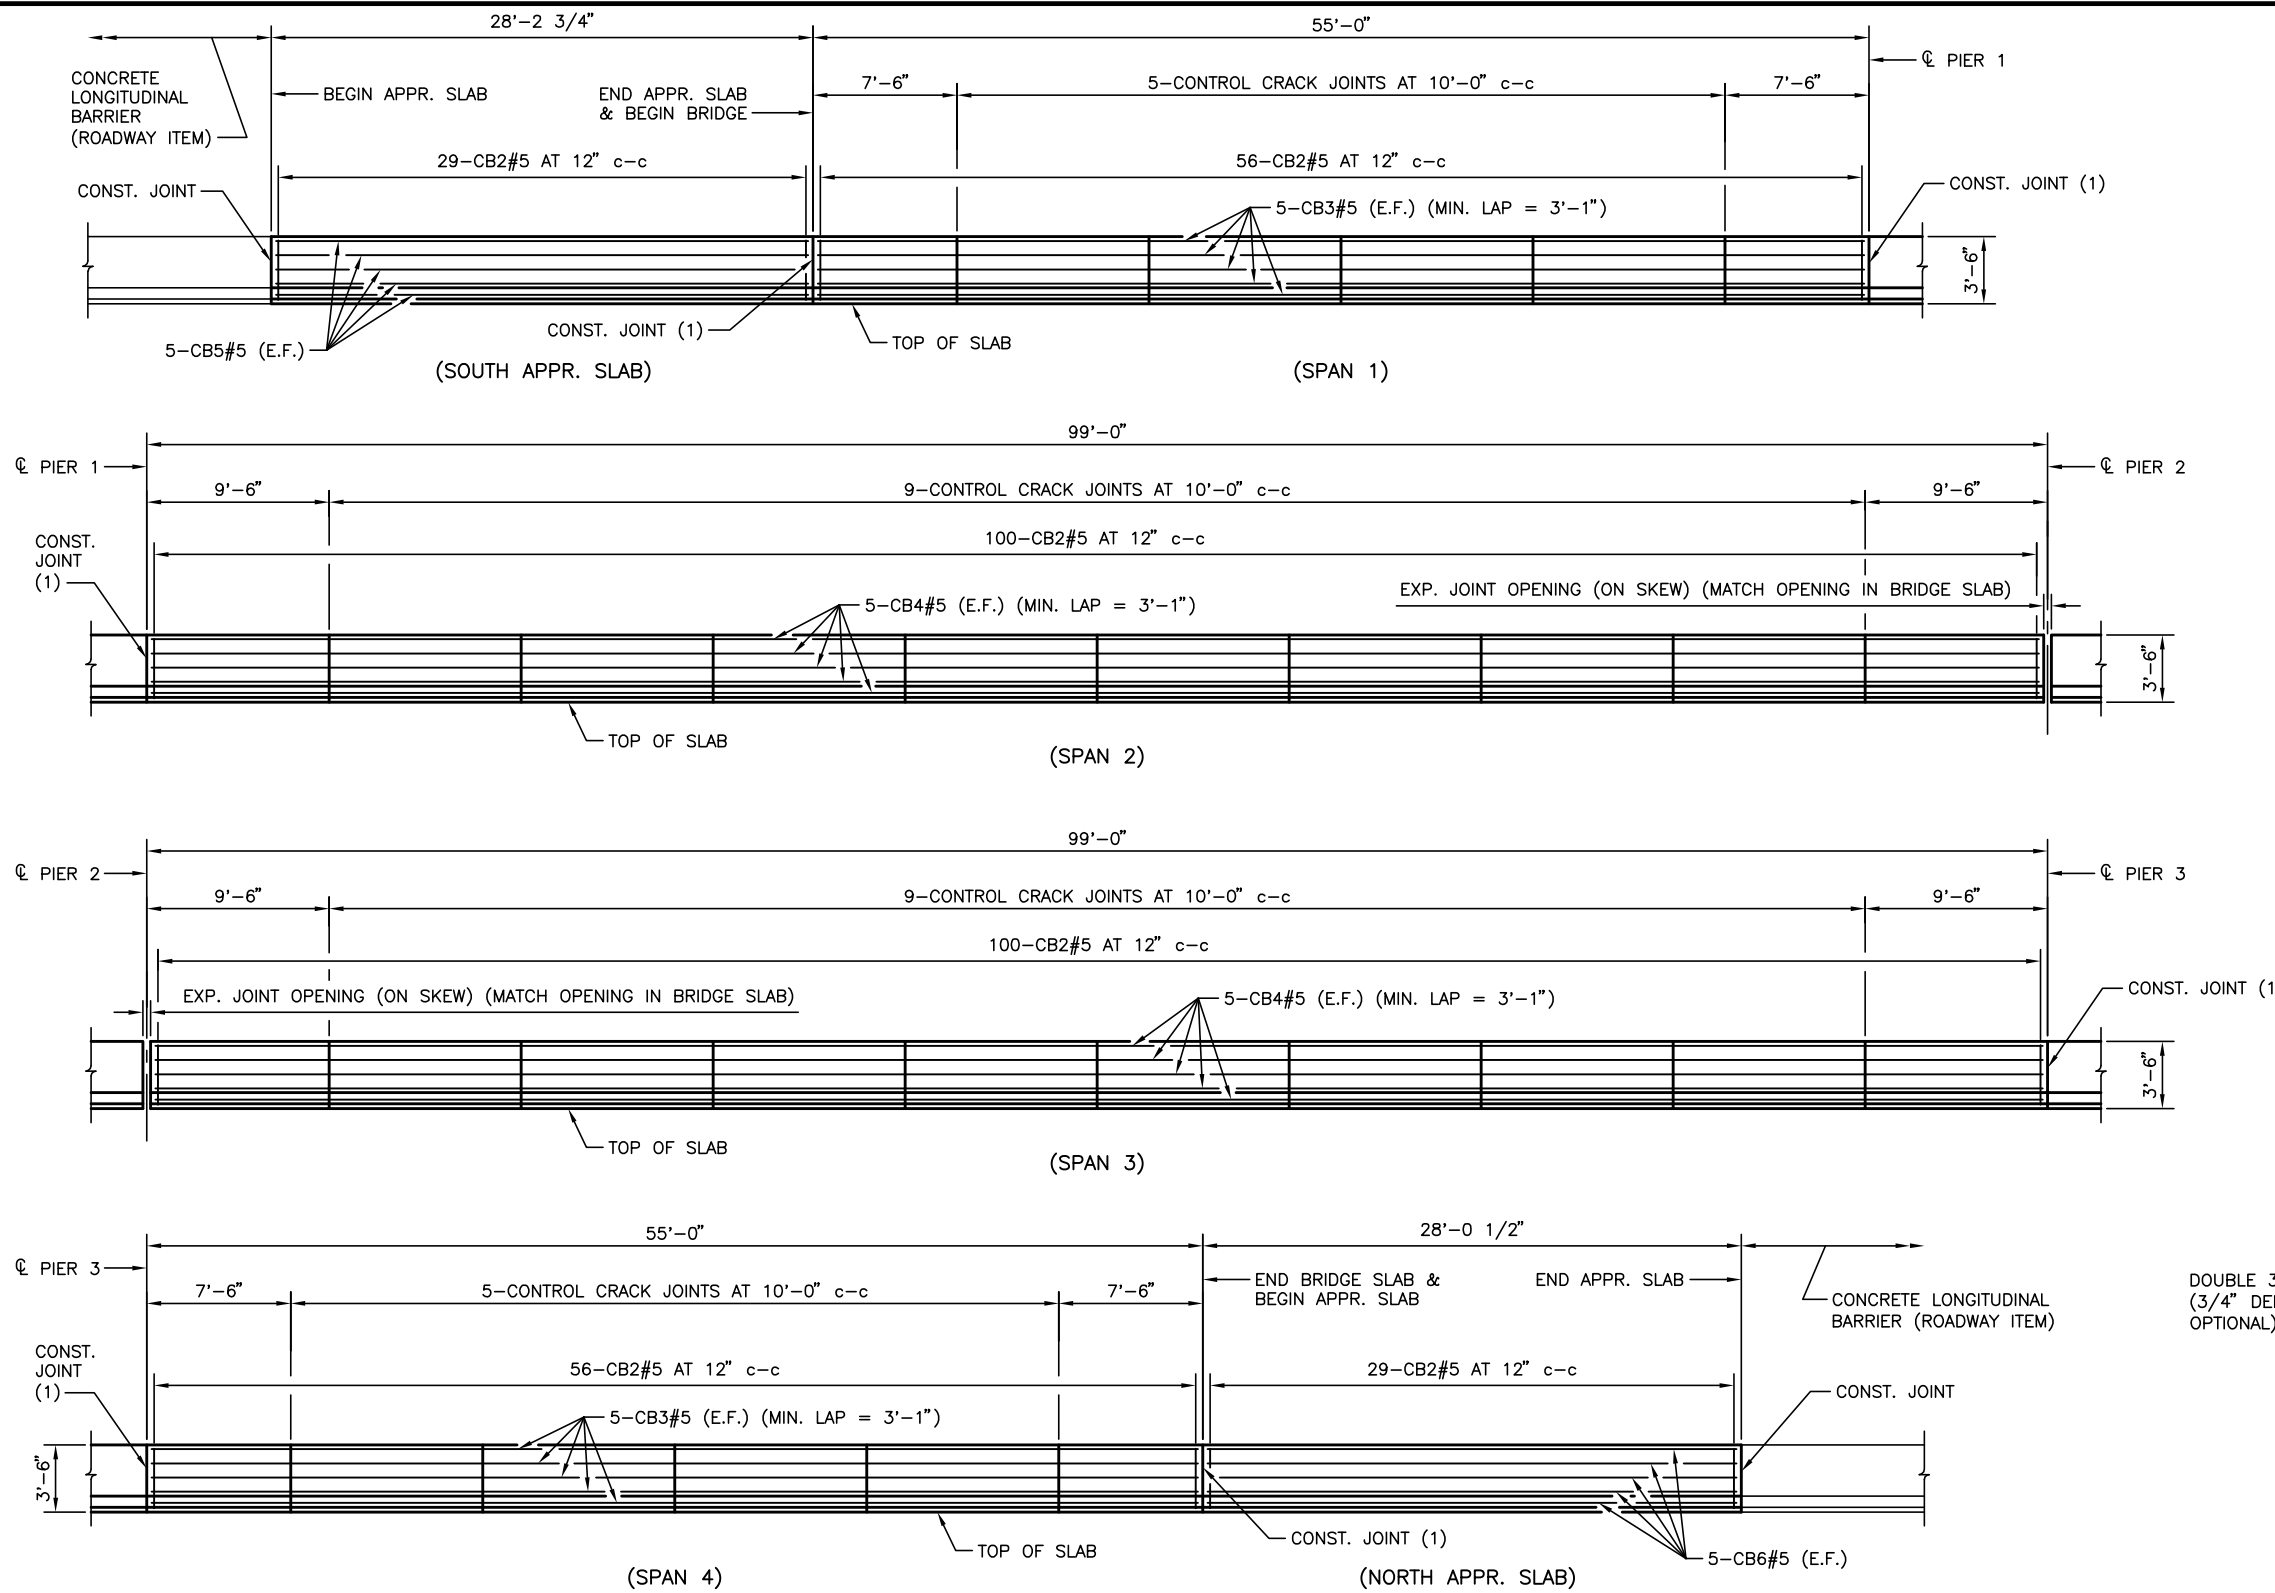 28'-2 3/4"
55'-0"
℄ PIER 1
CONCRETE
LONGITUDINAL
BARRIER
(ROADWAY ITEM)
BEGIN APPR. SLAB
END APPR. SLAB
& BEGIN BRIDGE
7'-6"
5-CONTROL CRACK JOINTS AT 10'-0" c-c
7'-6"
29-CB2#5 AT 12" c-c
56-CB2#5 AT 12" c-c
CONST. JOINT
CONST. JOINT (1)
5-CB3#5 (E.F.) (MIN. LAP = 3'-1")
3'-6"
CONST. JOINT (1)
TOP OF SLAB
5-CB5#5 (E.F.)
(SOUTH APPR. SLAB)
(SPAN 1)
99'-0"
℄ PIER 1
℄ PIER 2
9'-6"
9-CONTROL CRACK JOINTS AT 10'-0" c-c
9'-6"
CONST.
JOINT
(1)
100-CB2#5 AT 12" c-c
EXP. JOINT OPENING (ON SKEW) (MATCH OPENING IN BRIDGE SLAB)
5-CB4#5 (E.F.) (MIN. LAP = 3'-1")
3'-6"
TOP OF SLAB
(SPAN 2)
99'-0"
℄ PIER 2
℄ PIER 3
9'-6"
9-CONTROL CRACK JOINTS AT 10'-0" c-c
9'-6"
100-CB2#5 AT 12" c-c
EXP. JOINT OPENING (ON SKEW) (MATCH OPENING IN BRIDGE SLAB)
5-CB4#5 (E.F.) (MIN. LAP = 3'-1")
CONST. JOINT (1
3'-6"
TOP OF SLAB
(SPAN 3)
55'-0"
28'-0 1/2"
℄ PIER 3
7'-6"
5-CONTROL CRACK JOINTS AT 10'-0" c-c
7'-6"
END BRIDGE SLAB &
BEGIN APPR. SLAB
END APPR. SLAB
CONCRETE LONGITUDINAL
BARRIER (ROADWAY ITEM)
DOUBLE 3
(3/4" DE
OPTIONAL)
CONST.
JOINT
(1)
56-CB2#5 AT 12" c-c
29-CB2#5 AT 12" c-c
CONST. JOINT
5-CB3#5 (E.F.) (MIN. LAP = 3'-1")
3'-6"
CONST. JOINT (1)
TOP OF SLAB
5-CB6#5 (E.F.)
(SPAN 4)
(NORTH APPR. SLAB)